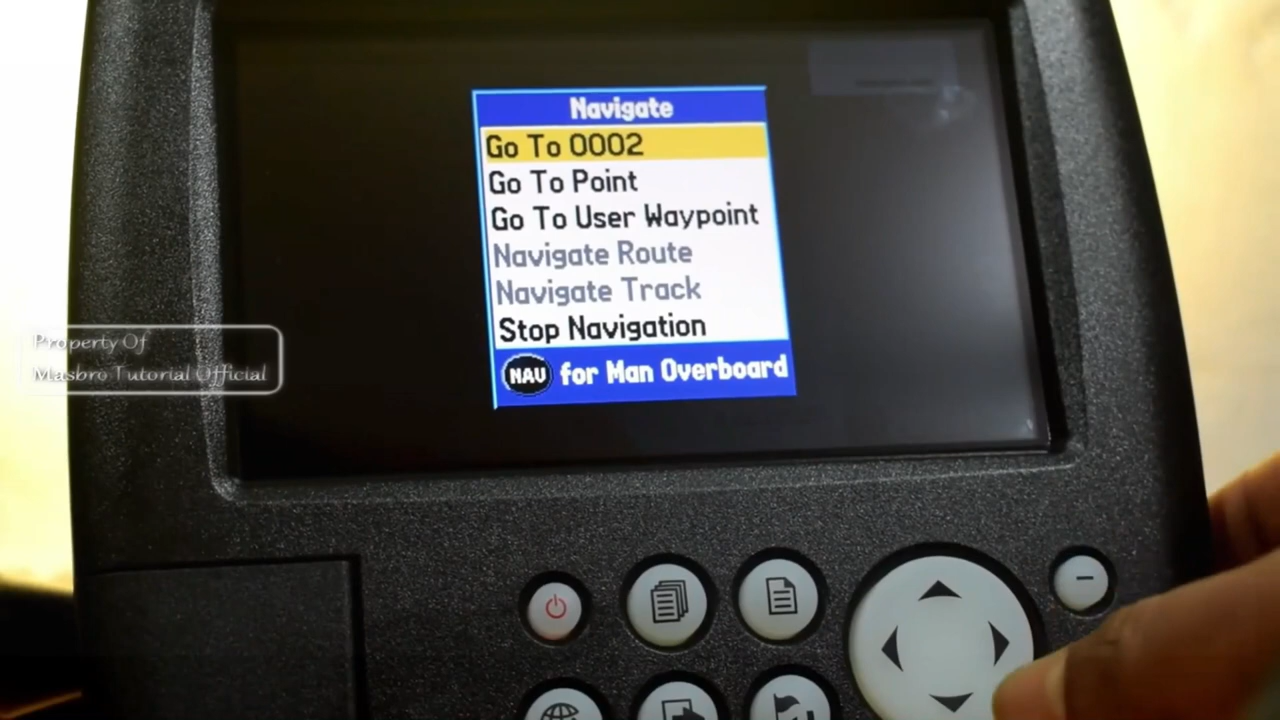 Navigate
Go To 0002
Go To Point
Go To User Waypoint
Navigate Route
Navigate Track
Stop Navigation
NAV for Man Overboard
Property Of
Masbro Tutorial Official